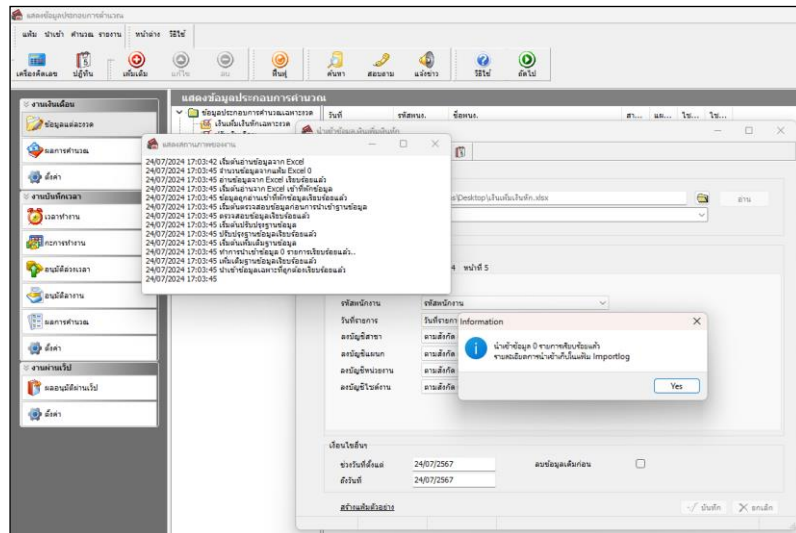 แสดงข้อมูลประกอบการคำนวณ
แฟ้ม นำเข้า คำนวณ รายงาน หน้าต่าง วิธีใช้
เครื่องคิดเลข ปฏิทิน เพิ่มเติม แก้ไข ลบ ฟื้นฟู ค้นหา สอบถาม แจ้งข่าว วิธีใช้ ถัดไป
งานเงินเดือน
ข้อมูลแต่ละงวด
ผลการคำนวณ
ตั้งค่า
งานบันทึกเวลา
เวลาทำงาน
กะการทำงาน
อนุมัติล่วงเวลา
อนุมัติลางาน
ผลการคำนวณ
ตั้งค่า
งานผ่านเว็ป
ผลอนุมัติผ่านเว็ป
ตั้งค่า
แสดงข้อมูลประกอบการคำนวณ
ข้อมูลประกอบการคำนวณเฉพาะงวด
เงินเพิ่มเงินหักเฉพาะงวด
วันที่ รหัสพนง. ชื่อพนง. สา... แผ... ไซ... ไซ...
นำเข้าข้อมูลเงินเพิ่มเงินหัก
แสดงสถานภาพของงาน
24/07/2024 17:03:42 เริ่มต้นอ่านข้อมูลจาก Excel
24/07/2024 17:03:45 จำนวนข้อมูลจากแฟ้ม Excel 0
24/07/2024 17:03:45 อ่านข้อมูลจาก Excel เรียบร้อยแล้ว
24/07/2024 17:03:45 เริ่มต้นอ่านจาก Excel เข้าที่พักข้อมูล
24/07/2024 17:03:45 ข้อมูลถูกอ่านเข้าที่พักข้อมูลเรียบร้อยแล้ว
24/07/2024 17:03:45 เริ่มต้นตรวจสอบข้อมูลก่อนการนำเข้าฐานข้อมูล
24/07/2024 17:03:45 ตรวจสอบข้อมูลเรียบร้อยแล้ว
24/07/2024 17:03:45 เริ่มต้นปรับปรุงฐานข้อมูล
24/07/2024 17:03:45 ปรับปรุงฐานข้อมูลเรียบร้อยแล้ว
24/07/2024 17:03:45 เริ่มต้นเพิ่มเติมฐานข้อมูล
24/07/2024 17:03:45 ทำการนำเข้าข้อมูล 0 รายการเรียบร้อยแล้ว...
24/07/2024 17:03:45 เพิ่มเติมฐานข้อมูลเรียบร้อยแล้ว
24/07/2024 17:03:45 นำเข้าข้อมูลเฉพาะที่ถูกต้องเรียบร้อยแล้ว
24/07/2024 17:03:45
s\Desktop\เงินเพิ่มเงินหัก.xlsx อ่าน
4 หน้าที่ 5
รหัสพนักงาน รหัสพนักงาน
วันที่รายการ วันที่รายกา
ลงบัญชีสาขา ตามสังกัด
ลงบัญชีแผนก ตามสังกัด
ลงบัญชีหน่วยงาน ตามสังกัด
ลงบัญชีไซด์งาน ตามสังกัด
Information
นำเข้าข้อมูล 0 รายการเรียบร้อยแล้ว
รายละเอียดการนำเข้าเก็บในแฟ้ม Importlog
Yes
เงื่อนไขอื่นๆ
ช่วงวันที่ตั้งแต่ 24/07/2567 ลบข้อมูลเดิมก่อน
ถึงวันที่ 24/07/2567
สร้างแฟ้มตัวอย่าง บันทึก ยกเลิก